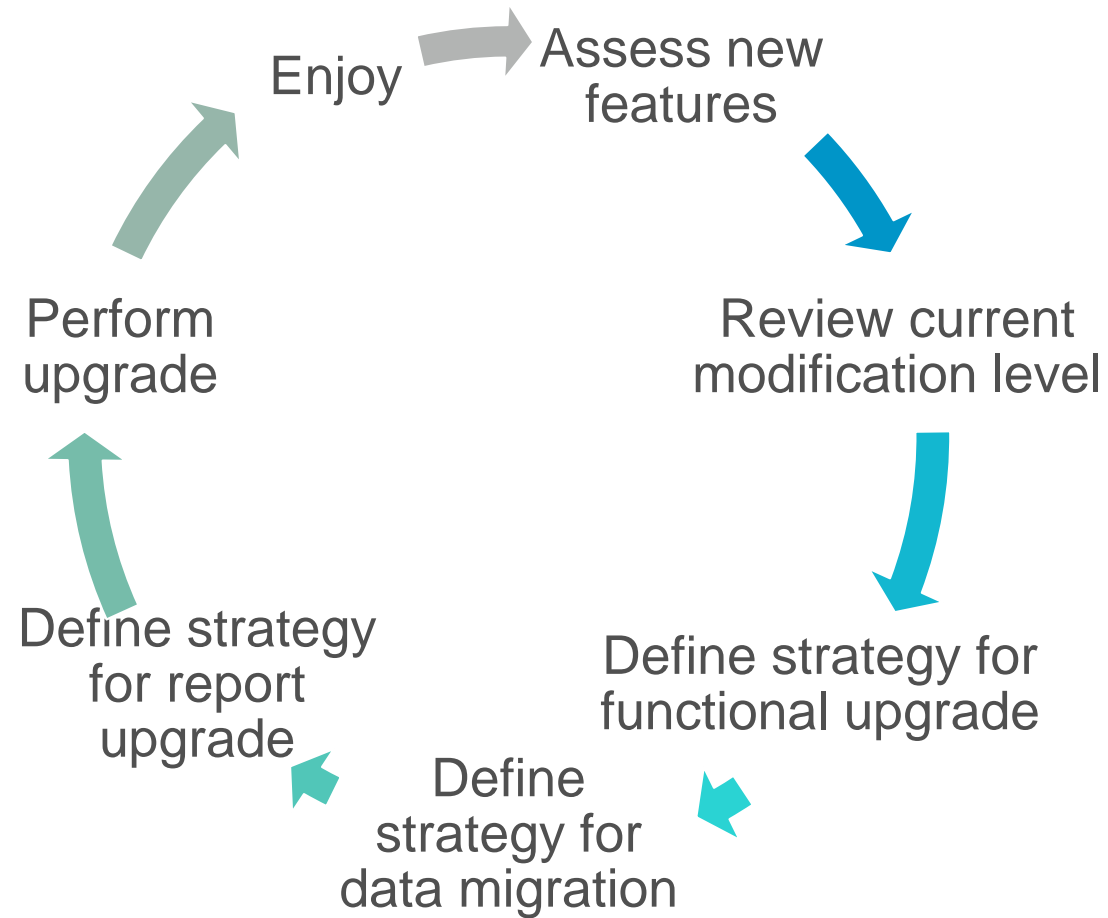 Enjoy
Assess new
features
Review current
modification level
Define strategy for
functional upgrade
Define
strategy for
data migration
Define strategy
for report
upgrade
Perform
upgrade